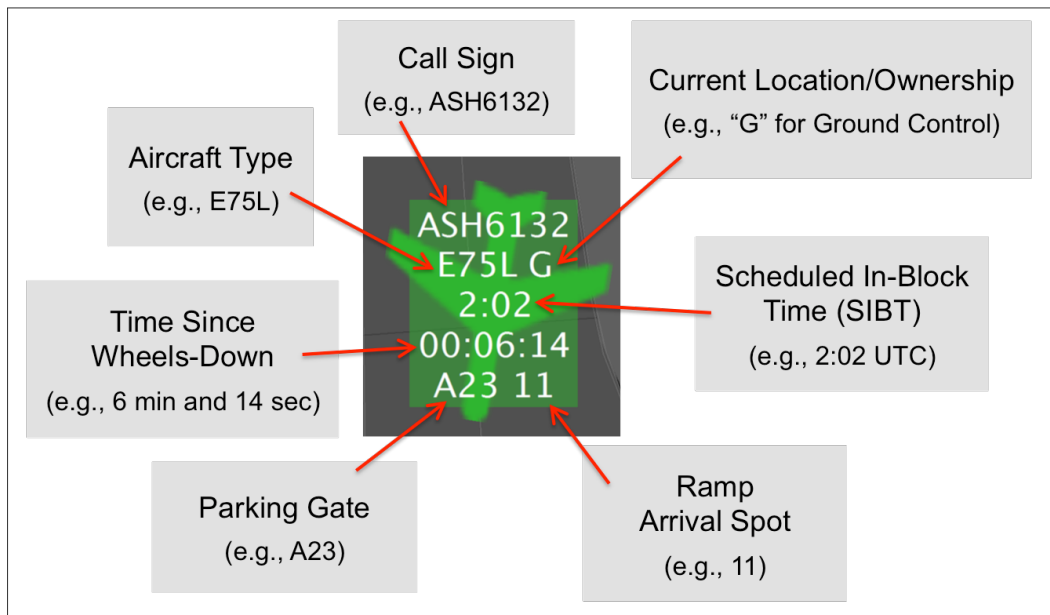 Call Sign
(e.g., ASH6132)
Current Location/Ownership
(e.g., “G” for Ground Control)
Aircraft Type
(e.g., E75L)
ASH6132
E75L G
2:02
00:06:14
A23 11
Scheduled In-Block
Time (SIBT)
(e.g., 2:02 UTC)
Time Since
Wheels-Down
(e.g., 6 min and 14 sec)
Parking Gate
(e.g., A23)
Ramp
Arrival Spot
(e.g., 11)